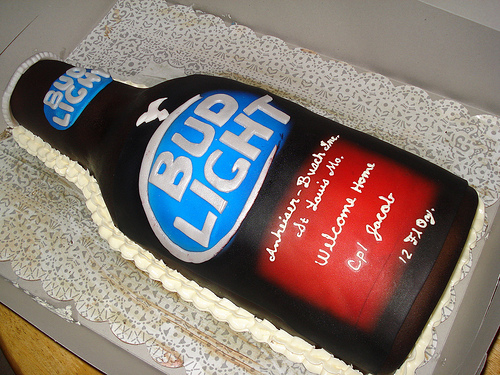 BUD
LIGHT
BUD
LIGHT
Anheiser-Busch Inc.
St Louis Mo.
Welcome Home
Cpl Jacob
12 Fl Oz.